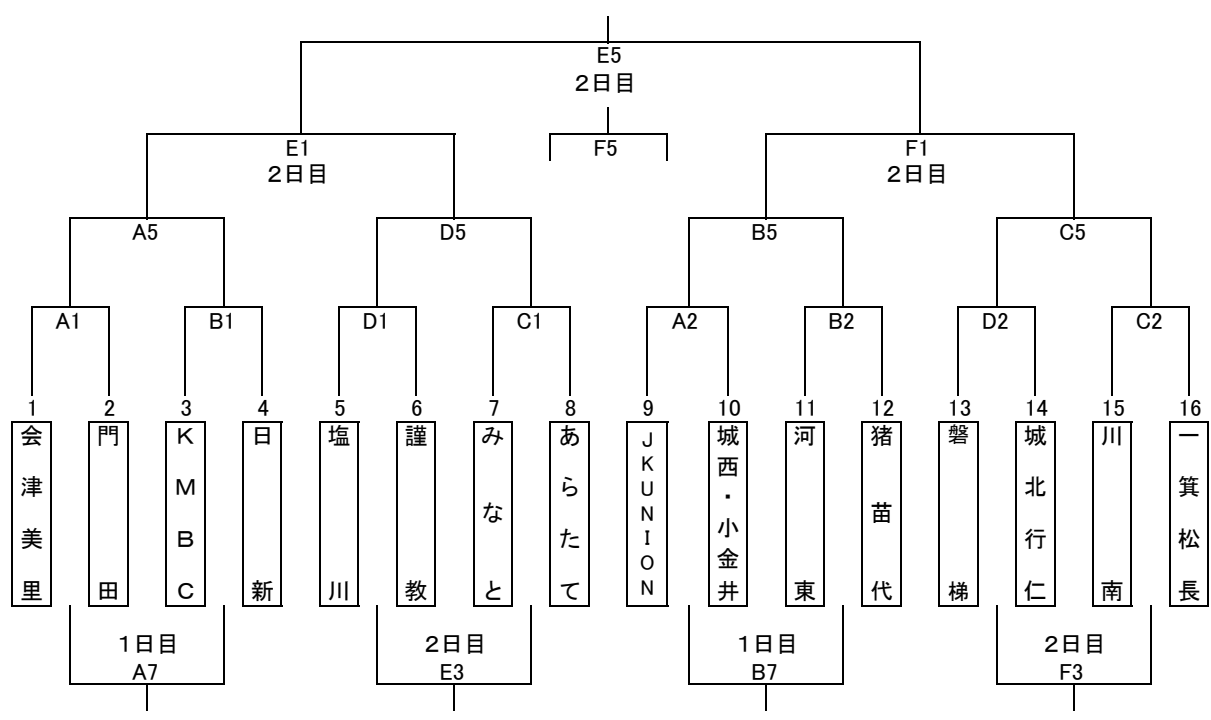 E5
2日目
E1
2日目
F5
F1
2日目
A5
D5
B5
C5
A1
B1
D1
C1
A2
B2
D2
C2
1 2 3 4 5 6 7 8 9 10 11 12 13 14 15 16
会津美里
門田
KMBC
日新
塩川
謹教
みなと
あらたて
JKUNION
城西・小金井
河東
猪苗代
磐梯
城北行仁
川南
一箕松長
1日目
A7
2日目
E3
1日目
B7
2日目
F3